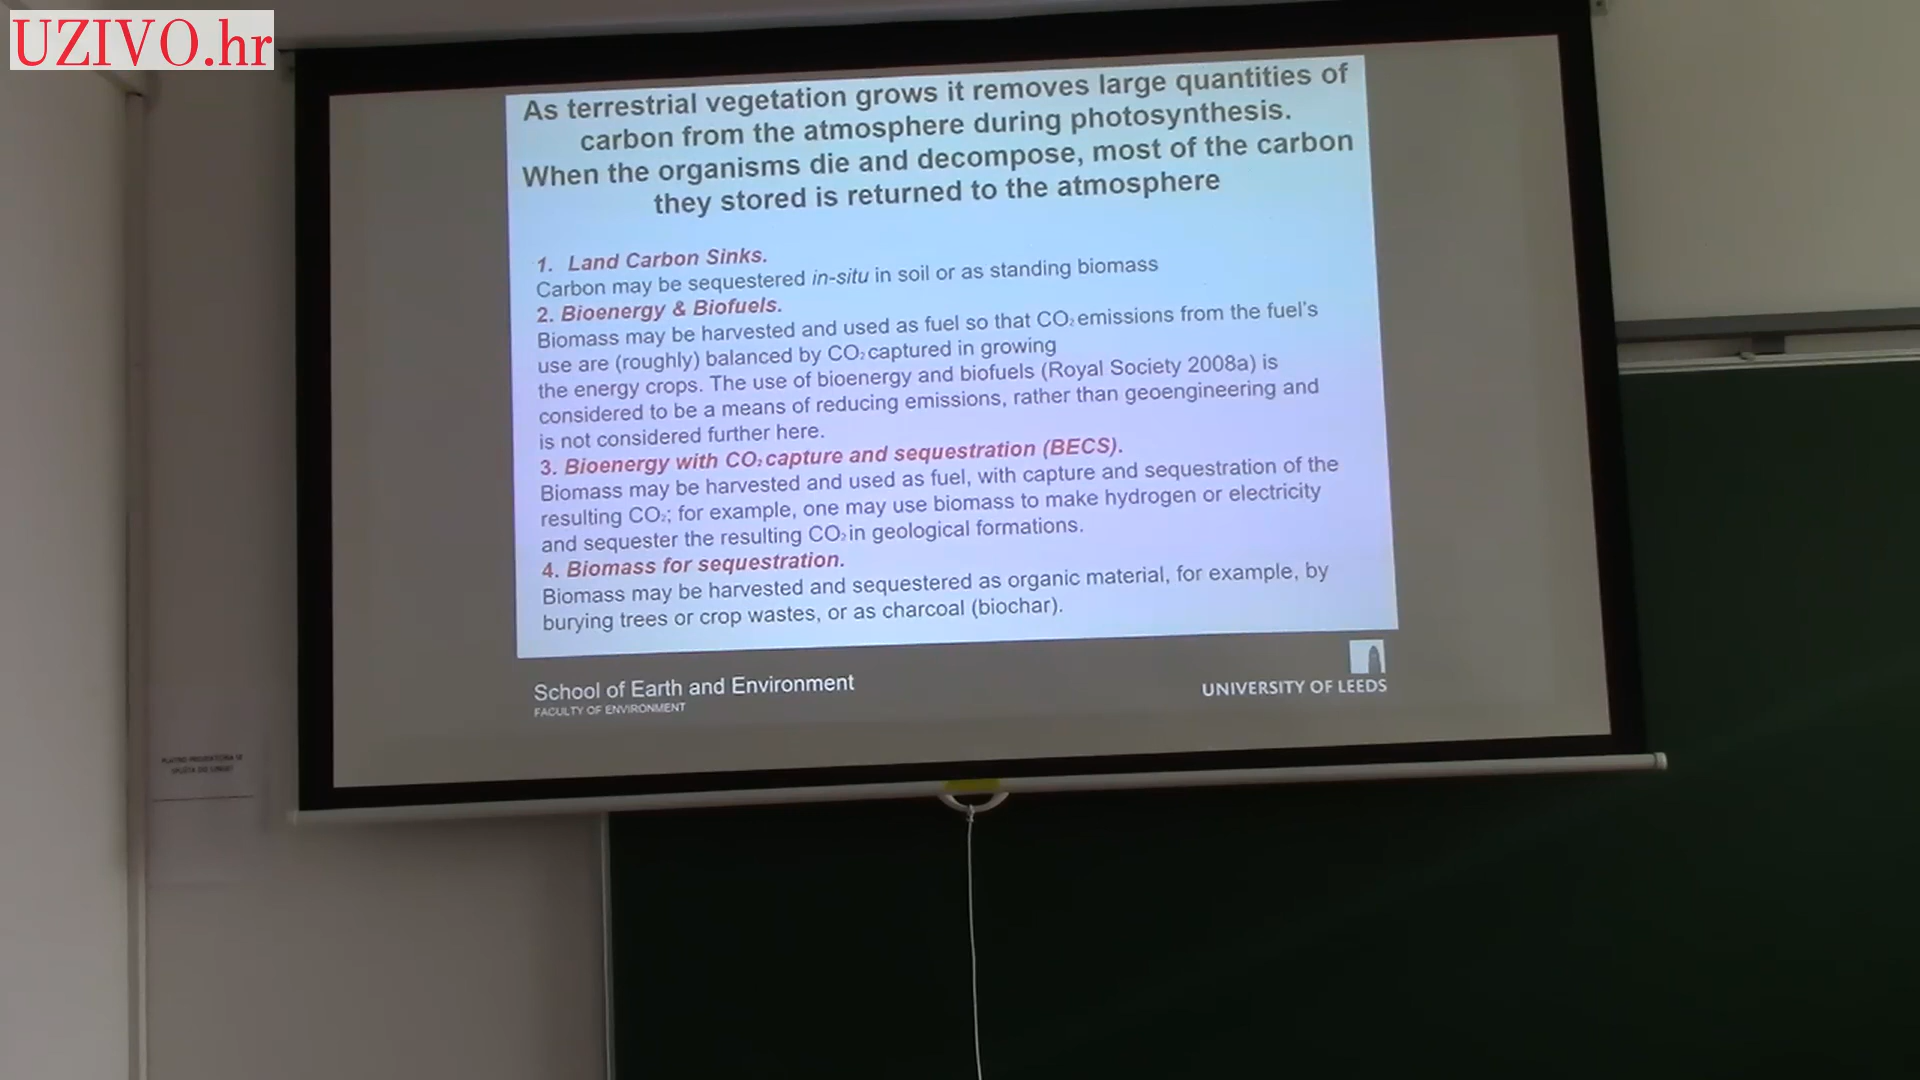 UZIVO.hr
As terrestrial vegetation grows it removes large quantities of
carbon from the atmosphere during photosynthesis.
When the organisms die and decompose, most of the carbon
they stored is returned to the atmosphere
1. Land Carbon Sinks.
Carbon may be sequestered in-situ in soil or as standing biomass
2. Bioenergy & Biofuels.
Biomass may be harvested and used as fuel so that CO₂ emissions from the fuel's
use are (roughly) balanced by CO₂ captured in growing
the energy crops. The use of bioenergy and biofuels (Royal Society 2008a) is
considered to be a means of reducing emissions, rather than geoengineering and
is not considered further here.
3. Bioenergy with CO₂ capture and sequestration (BECS).
Biomass may be harvested and used as fuel, with capture and sequestration of the
resulting CO₂; for example, one may use biomass to make hydrogen or electricity
and sequester the resulting CO₂ in geological formations.
4. Biomass for sequestration.
Biomass may be harvested and sequestered as organic material, for example, by
burying trees or crop wastes, or as charcoal (biochar).
School of Earth and Environment
FACULTY OF ENVIRONMENT
UNIVERSITY OF LEEDS